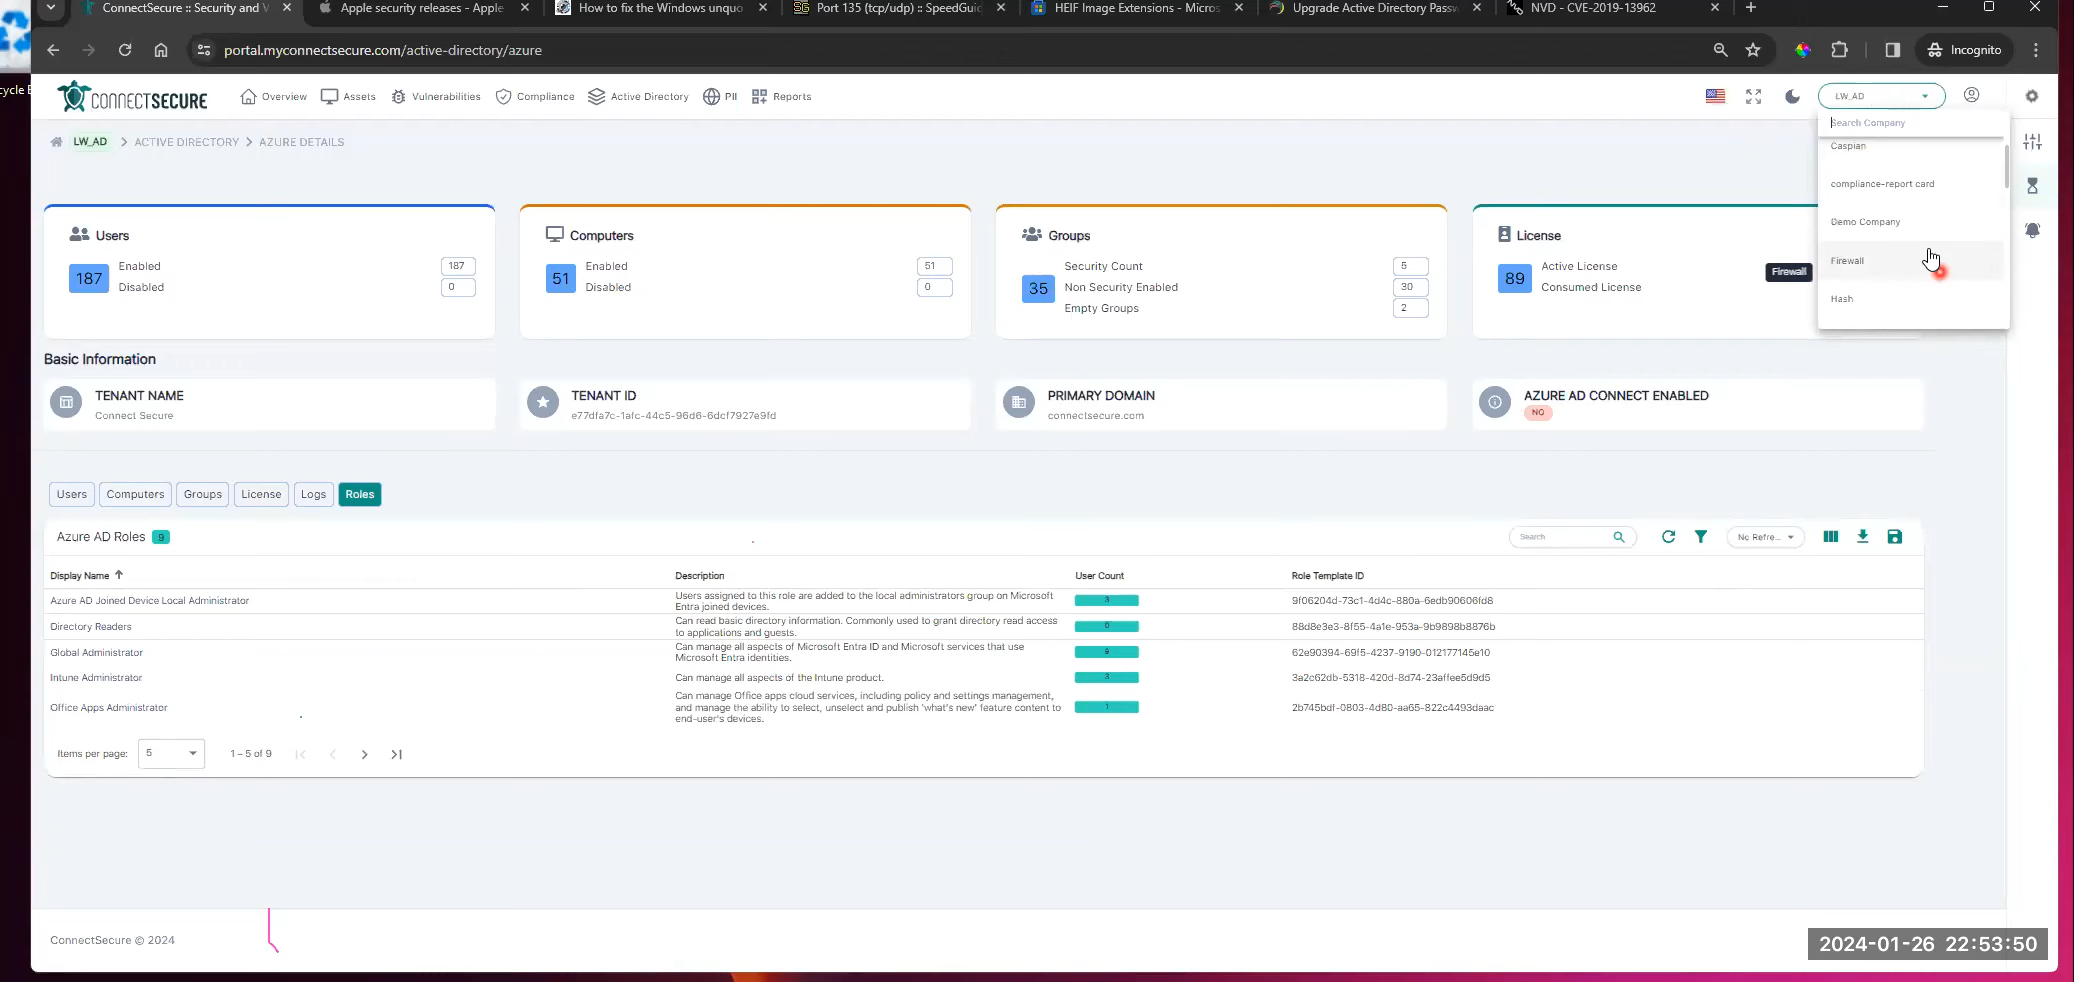 ConnectSecure :: Security and V
Apple security releases - Apple
How to fix the Windows unquo
Port 135 (tcp/udp) :: SpeedGuid
HEIF Image Extensions - Micros
Upgrade Active Directory Passw
NVD - CVE-2019-13962
portal.myconnectsecure.com/active-directory/azure
Incognito
cycle
CONNECTSECURE
Overview
Assets
Vulnerabilities
Compliance
Active Directory
PII
Reports
LW_AD
Search Company
Caspian
compliance-report card
Demo Company
Firewall
Hash
LW_AD
ACTIVE DIRECTORY
AZURE DETAILS
Users
187
Enabled 187
Disabled 0
Computers
51
Enabled 51
Disabled 0
Groups
35
Security Count 5
Non Security Enabled 30
Empty Groups 2
License
89
Active License
Consumed License
Firewall
Basic Information
TENANT NAME
Connect Secure
TENANT ID
e77dfa7c-1afc-44c5-96d6-6dcf7927e9fd
PRIMARY DOMAIN
connectsecure.com
AZURE AD CONNECT ENABLED
NO
Users Computers Groups License Logs Roles
Azure AD Roles 9
Search
No Refre...
Display Name Description User Count Role Template ID
Azure AD Joined Device Local Administrator
Users assigned to this role are added to the local administrators group on Microsoft
Entra joined devices.
3
9f06204d-73c1-4d4c-880a-6edb90606fd8
Directory Readers
Can read basic directory information. Commonly used to grant directory read access
to applications and guests.
0
88d8e3e3-8f55-4a1e-953a-9b9898b8876b
Global Administrator
Can manage all aspects of Microsoft Entra ID and Microsoft services that use
Microsoft Entra identities.
62e90394-69f5-4237-9190-012177145e10
Intune Administrator
Can manage all aspects of the Intune product.
3
3a2c62db-5318-420d-8d74-23affee5d9d5
Office Apps Administrator
Can manage Office apps cloud services, including policy and settings management,
and manage the ability to select, unselect and publish 'what's new' feature content to
end-user's devices.
1
2b745bdf-0803-4d80-aa65-822c4493daac
Items per page: 5
1 – 5 of 9
ConnectSecure © 2024
2024-01-26 22:53:50